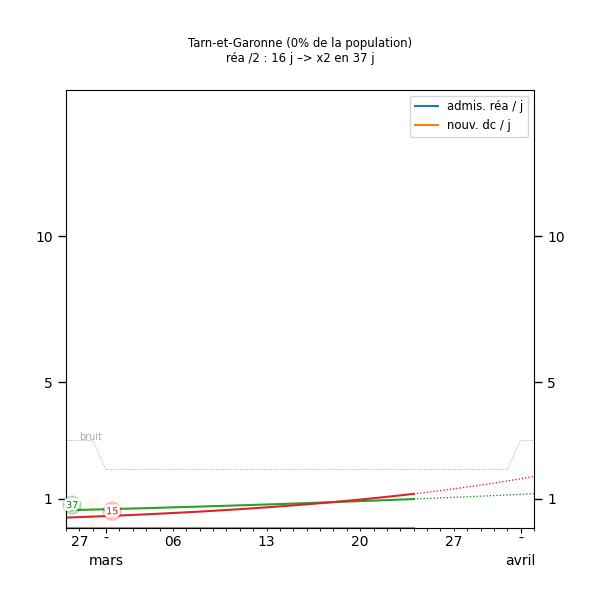 Tarn-et-Garonne (0% de la population)
réa /2 : 16 j –> x2 en 37 j
admis. réa / j
nouv. dc / j
10 10
5 5
bruit
1 1
37
15
27 - 06 13 20 27 -
mars avril